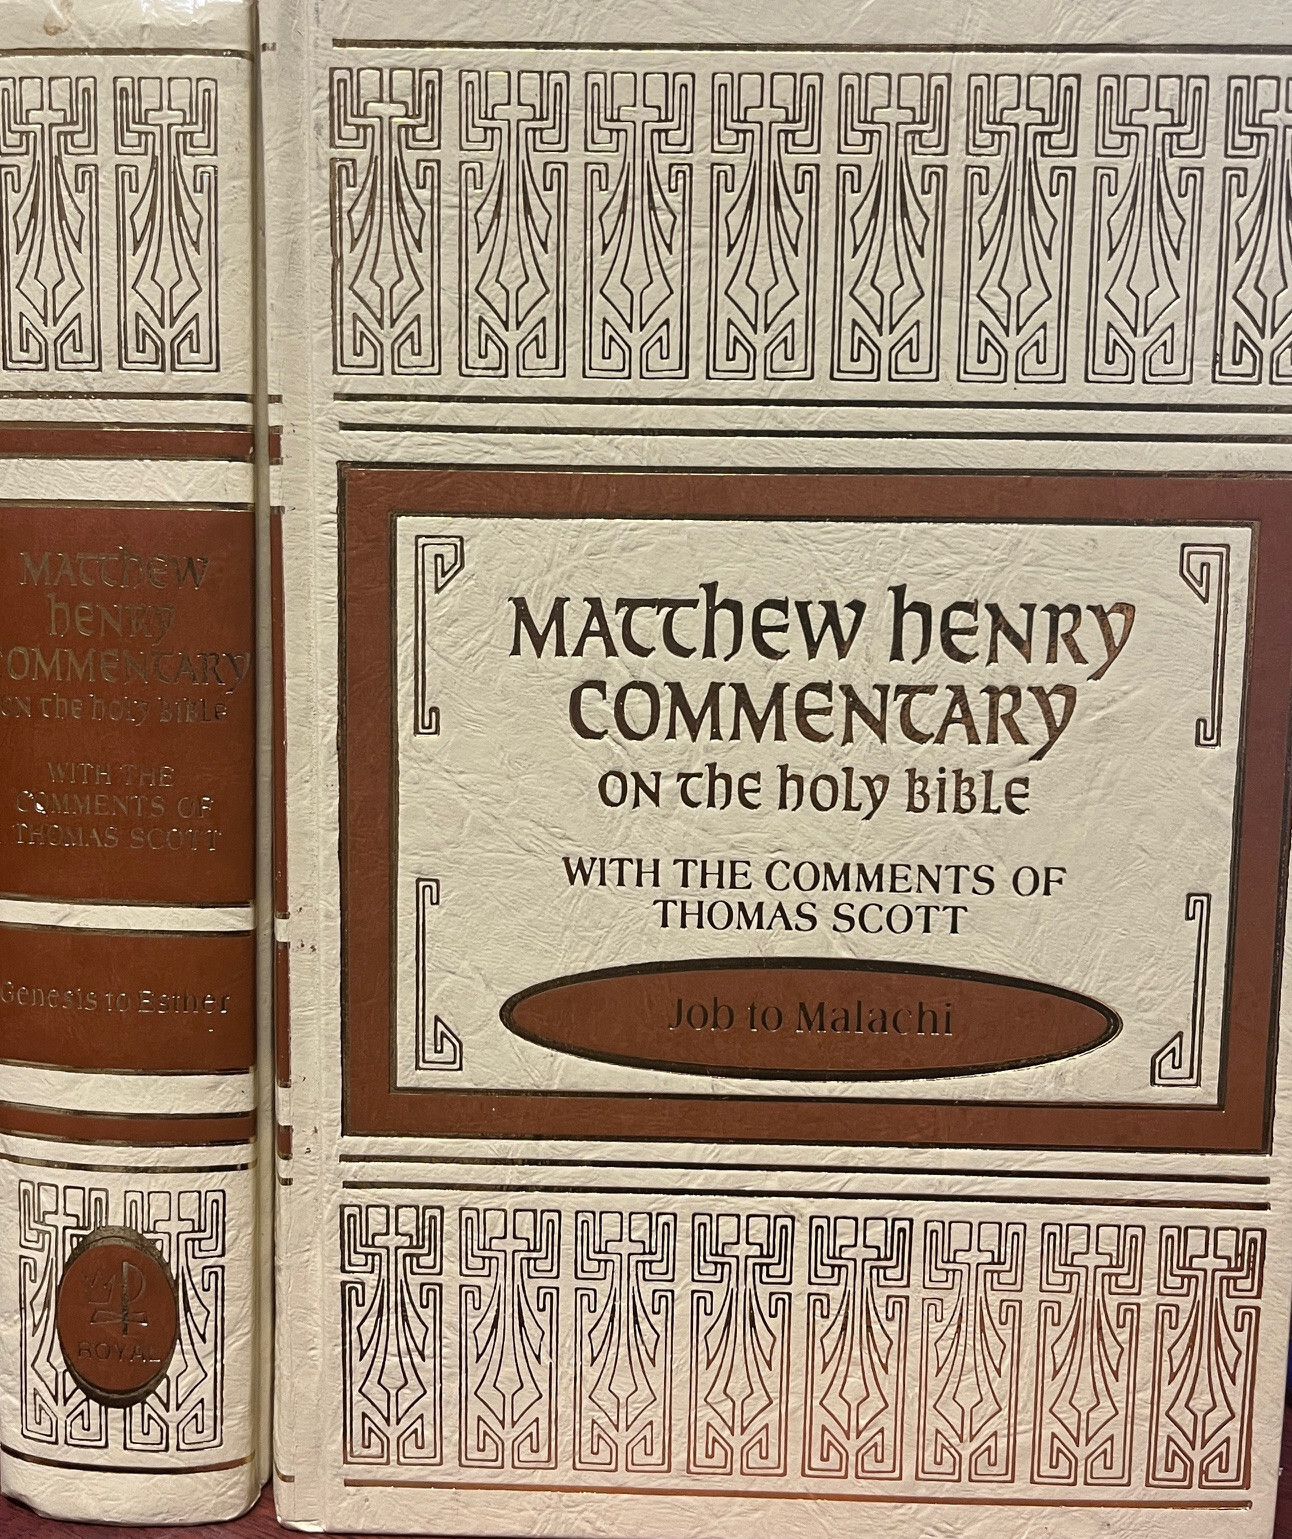 MATTHEW
HENRY
COMMENTARY
ON THE HOLY BIBLE
WITH THE
COMMENTS OF
THOMAS SCOTT
Genesis to Esther
ROYAL
MATTHEW HENRY
COMMENTARY
ON THE HOLY BIBLE
WITH THE COMMENTS OF
THOMAS SCOTT
Job to Malachi